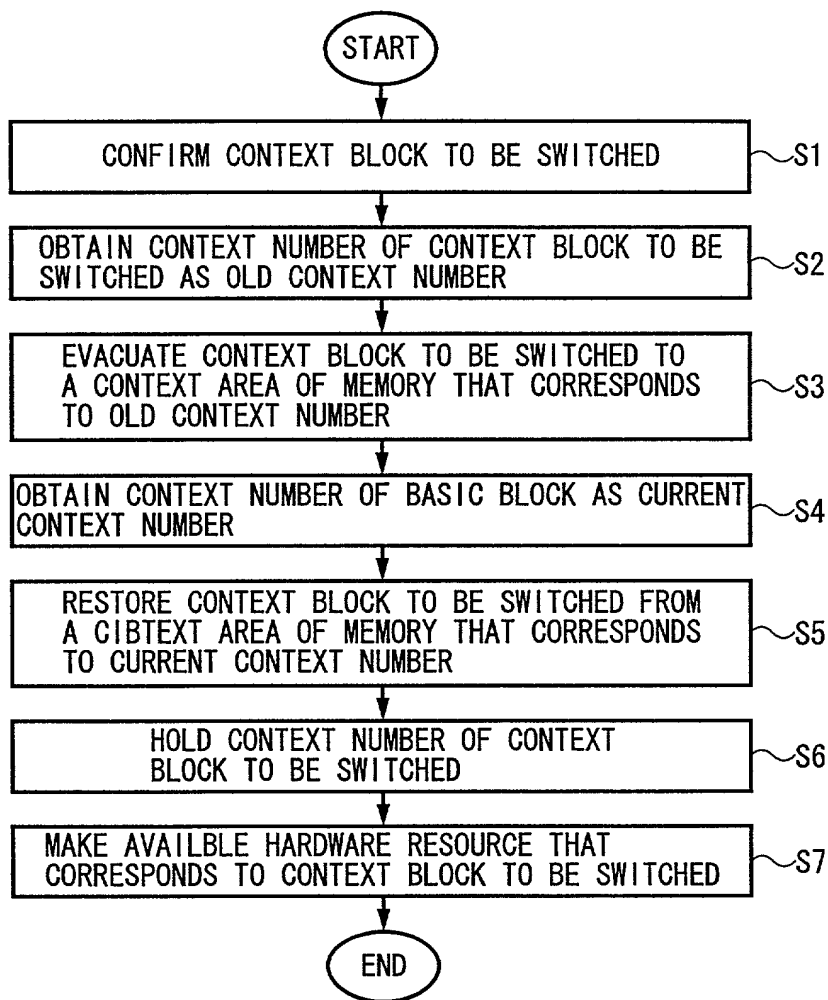 START
CONFIRM CONTEXT BLOCK TO BE SWITCHED
S1
OBTAIN CONTEXT NUMBER OF CONTEXT BLOCK TO BE
SWITCHED AS OLD CONTEXT NUMBER
S2
EVACUATE CONTEXT BLOCK TO BE SWITCHED TO
A CONTEXT AREA OF MEMORY THAT CORRESPONDS
TO OLD CONTEXT NUMBER
S3
OBTAIN CONTEXT NUMBER OF BASIC BLOCK AS CURRENT
CONTEXT NUMBER
S4
RESTORE CONTEXT BLOCK TO BE SWITCHED FROM
A CIBTEXT AREA OF MEMORY THAT CORRESPONDS
TO CURRENT CONTEXT NUMBER
S5
HOLD CONTEXT NUMBER OF CONTEXT
BLOCK TO BE SWITCHED
S6
MAKE AVAILBLE HARDWARE RESOURCE THAT
CORRESPONDS TO CONTEXT BLOCK TO BE SWITCHED
S7
END